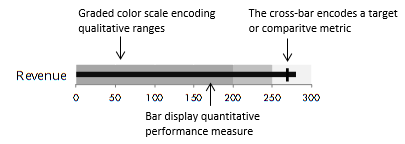 Graded color scale encoding
qualitative ranges
The cross-bar encodes a target
or comparitve metric
Revenue
0 50 100 150 200 250 300
Bar display quantitative
performance measure